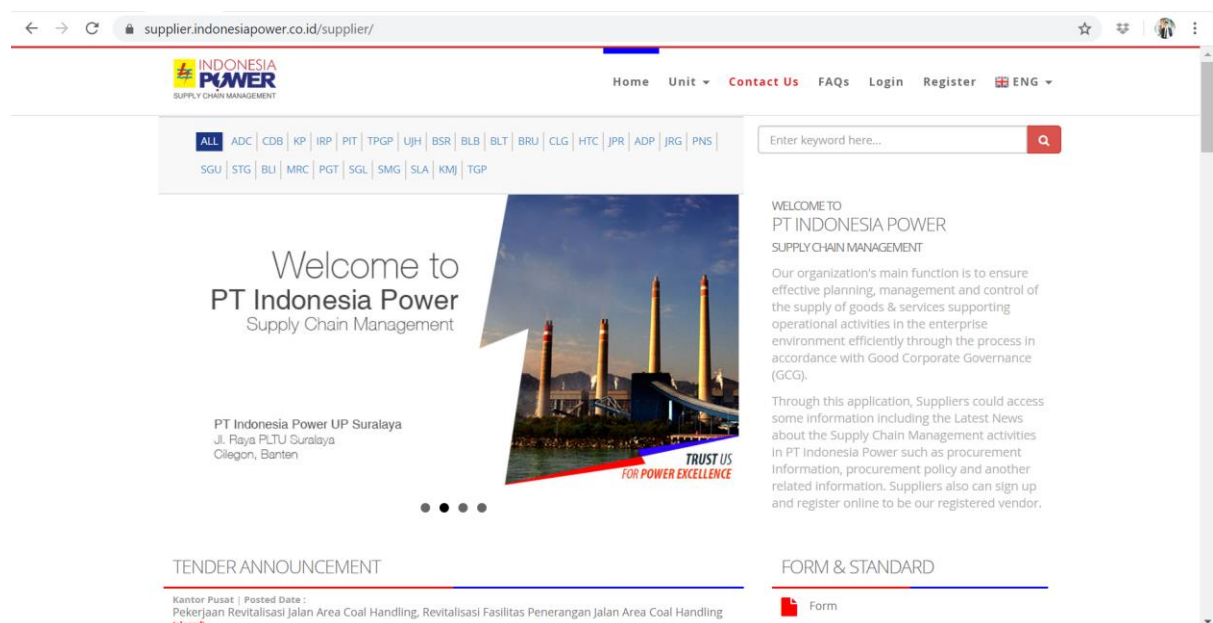 supplier.indonesiapower.co.id/supplier/
INDONESIA
POWER
SUPPLY CHAIN MANAGEMENT
Home Unit Contact Us FAQs Login Register ENG
ALL ADC CDB KP IRP PIT TPGP UJH BSR BLB BLT BRU CLG HTC JPR ADP JRG PNS
SGU STG BLI MRC PGT SGL SMG SLA KMJ TGP
Enter keyword here...
Welcome to
PT Indonesia Power
Supply Chain Management
PT Indonesia Power UP Suralaya
Jl. Raya PLTU Suralaya
Cilegon, Banten
TRUST US
FOR POWER EXCELLENCE
WELCOME TO
PT INDONESIA POWER
SUPPLY CHAIN MANAGEMENT
Our organization's main function is to ensure
effective planning, management and control of
the supply of goods & services supporting
operational activities in the enterprise
environment efficiently through the process in
accordance with Good Corporate Governance
(GCG).
Through this application, Suppliers could access
some information including the Latest News
about the Supply Chain Management activities
in PT Indonesia Power such as procurement
Information, procurement policy and another
related information. Suppliers also can sign up
and register online to be our registered vendor.
TENDER ANNOUNCEMENT
Kantor Pusat | Posted Date :
Pekerjaan Revitalisasi Jalan Area Coal Handling, Revitalisasi Fasilitas Penerangan Jalan Area Coal Handling
FORM & STANDARD
Form